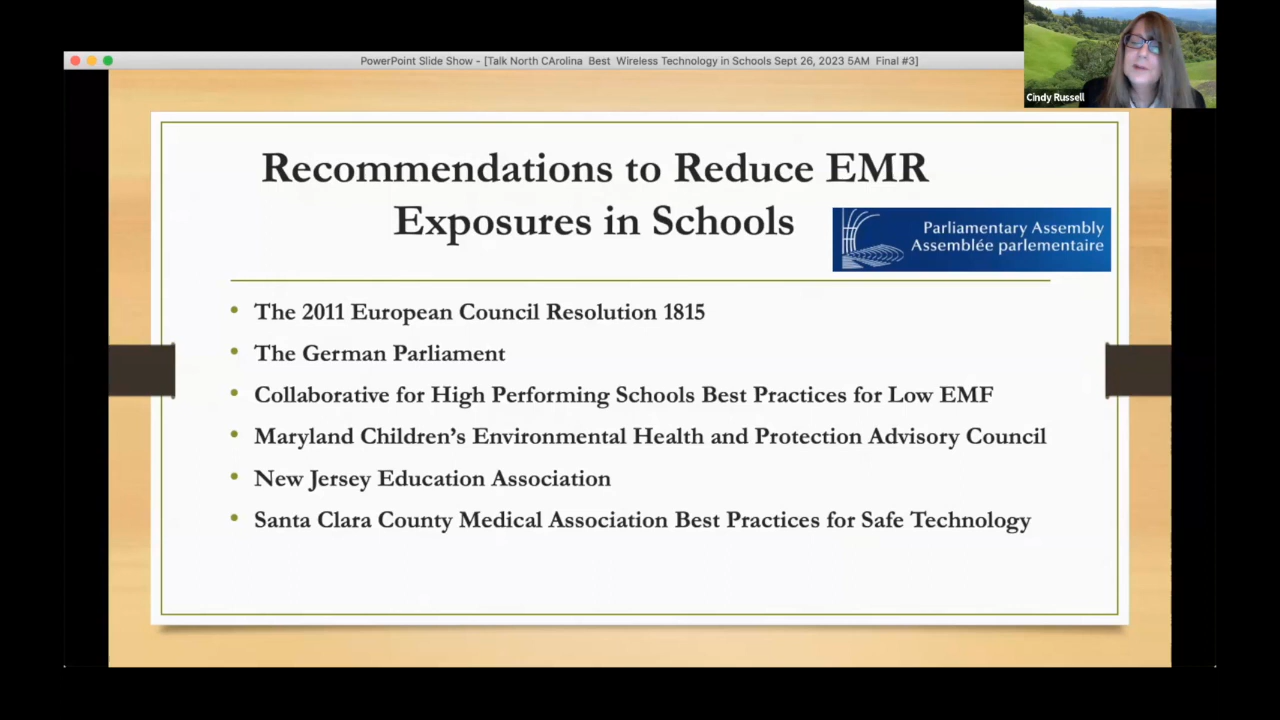 PowerPoint Slide Show - [Talk North CArolina Best Wireless Technology in Schools Sept 26, 2023 5AM Final #3]
Cindy Russell
Recommendations to Reduce EMR
Exposures in Schools
Parliamentary Assembly
Assemblée parlementaire
• The 2011 European Council Resolution 1815
• The German Parliament
• Collaborative for High Performing Schools Best Practices for Low EMF
• Maryland Children’s Environmental Health and Protection Advisory Council
• New Jersey Education Association
• Santa Clara County Medical Association Best Practices for Safe Technology